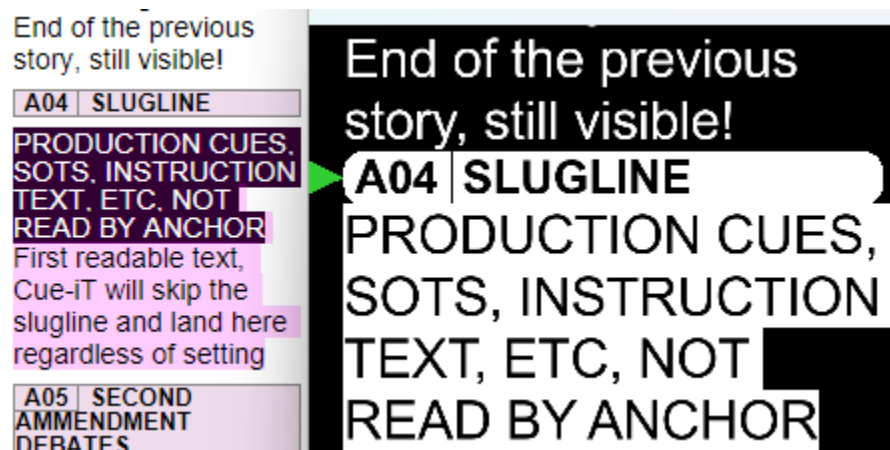 End of the previous
story, still visible!
A04 SLUGLINE
PRODUCTION CUES,
SOTS, INSTRUCTION
TEXT, ETC, NOT
READ BY ANCHOR
First readable text,
Cue-iT will skip the
slugline and land here
regardless of setting
A05 SECOND
AMMENDMENT
DEBATES
End of the previous
story, still visible!
A04 SLUGLINE
PRODUCTION CUES,
SOTS, INSTRUCTION
TEXT, ETC, NOT
READ BY ANCHOR